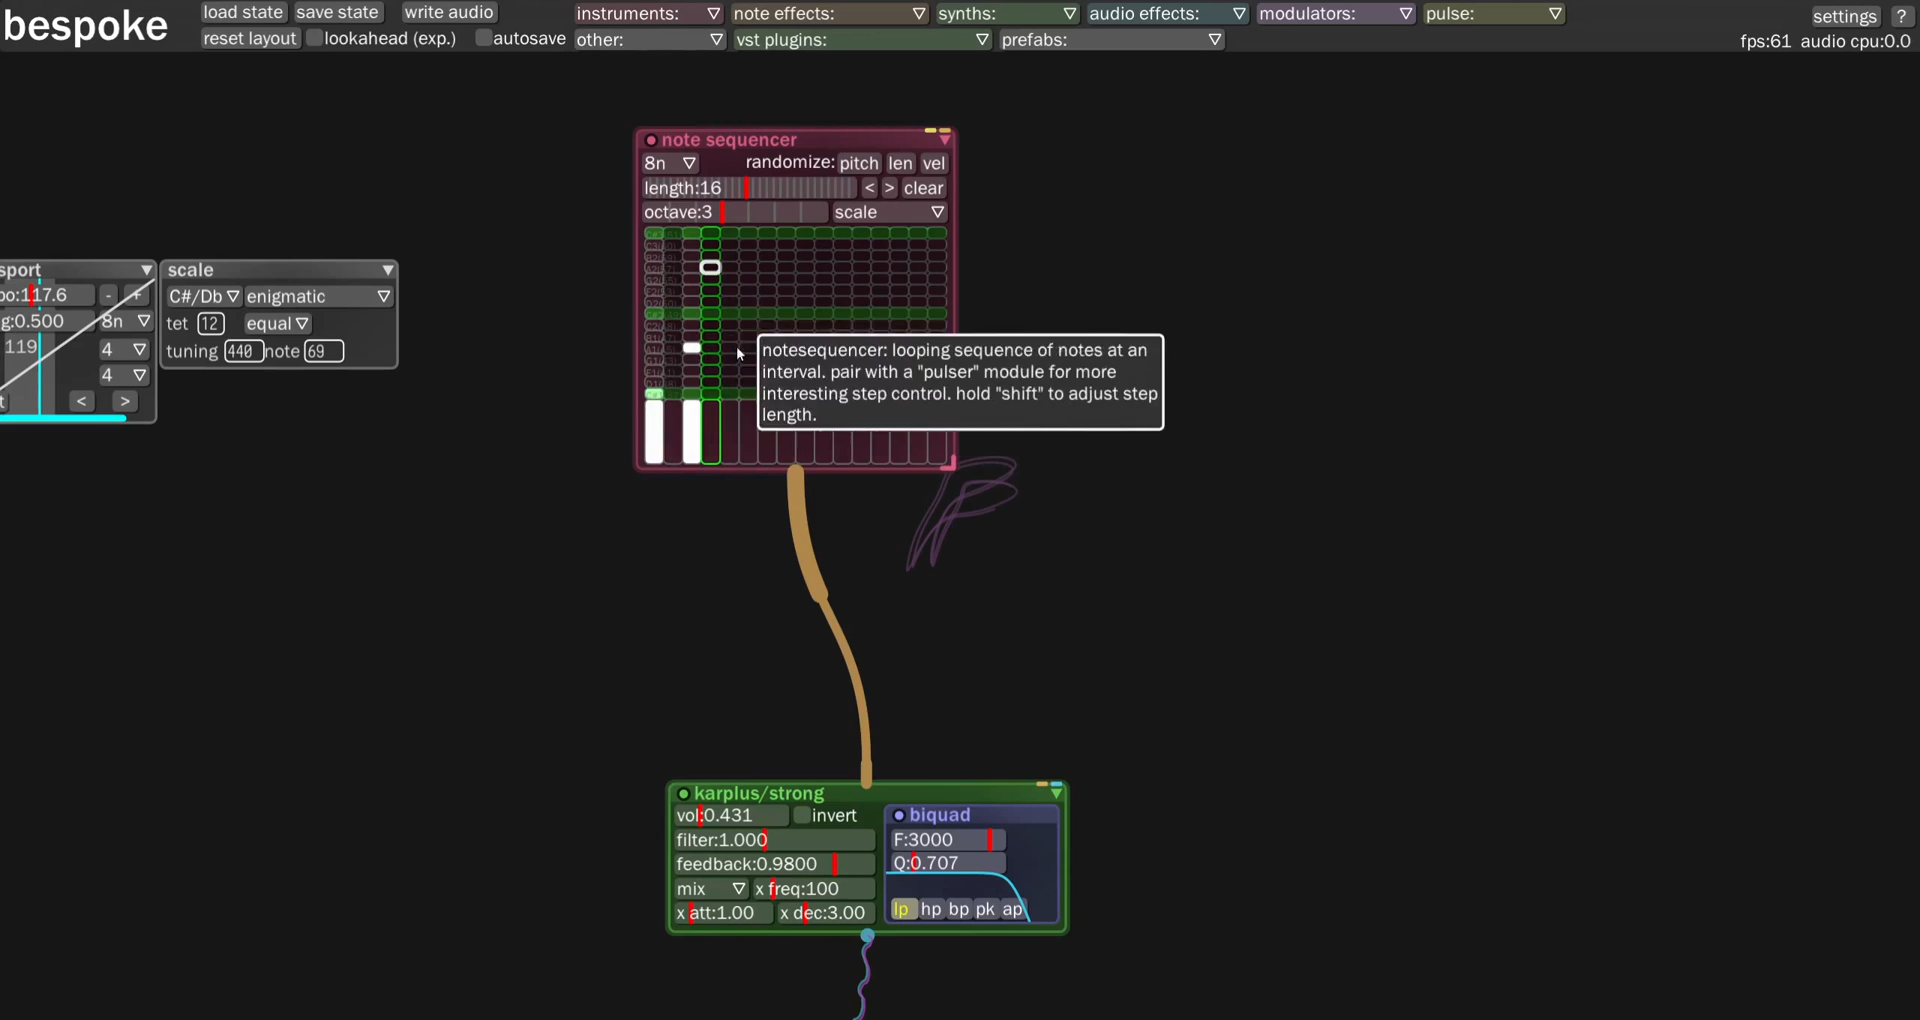 bespoke
load state save state write audio
reset layout lookahead (exp.) autosave
instruments: note effects: synths: audio effects: modulators: pulse:
other: vst plugins: prefabs:
settings ?
fps:61 audio cpu:0.0
note sequencer
8n randomize: pitch len vel
length:16 < > clear
octave:3 scale
notesequencer: looping sequence of notes at an
interval. pair with a "pulser" module for more
interesting step control. hold "shift" to adjust step
length.
sport
po:117.6 - +
g:0.500 8n
119 4
4
t < >
scale
C#/Db enigmatic
tet 12 equal
tuning 440 note 69
karplus/strong
vol:0.431 invert
filter:1.000
feedback:0.9800
mix x freq:100
x att:1.00 x dec:3.00
biquad
F:3000
Q:0.707
lp hp bp pk ap